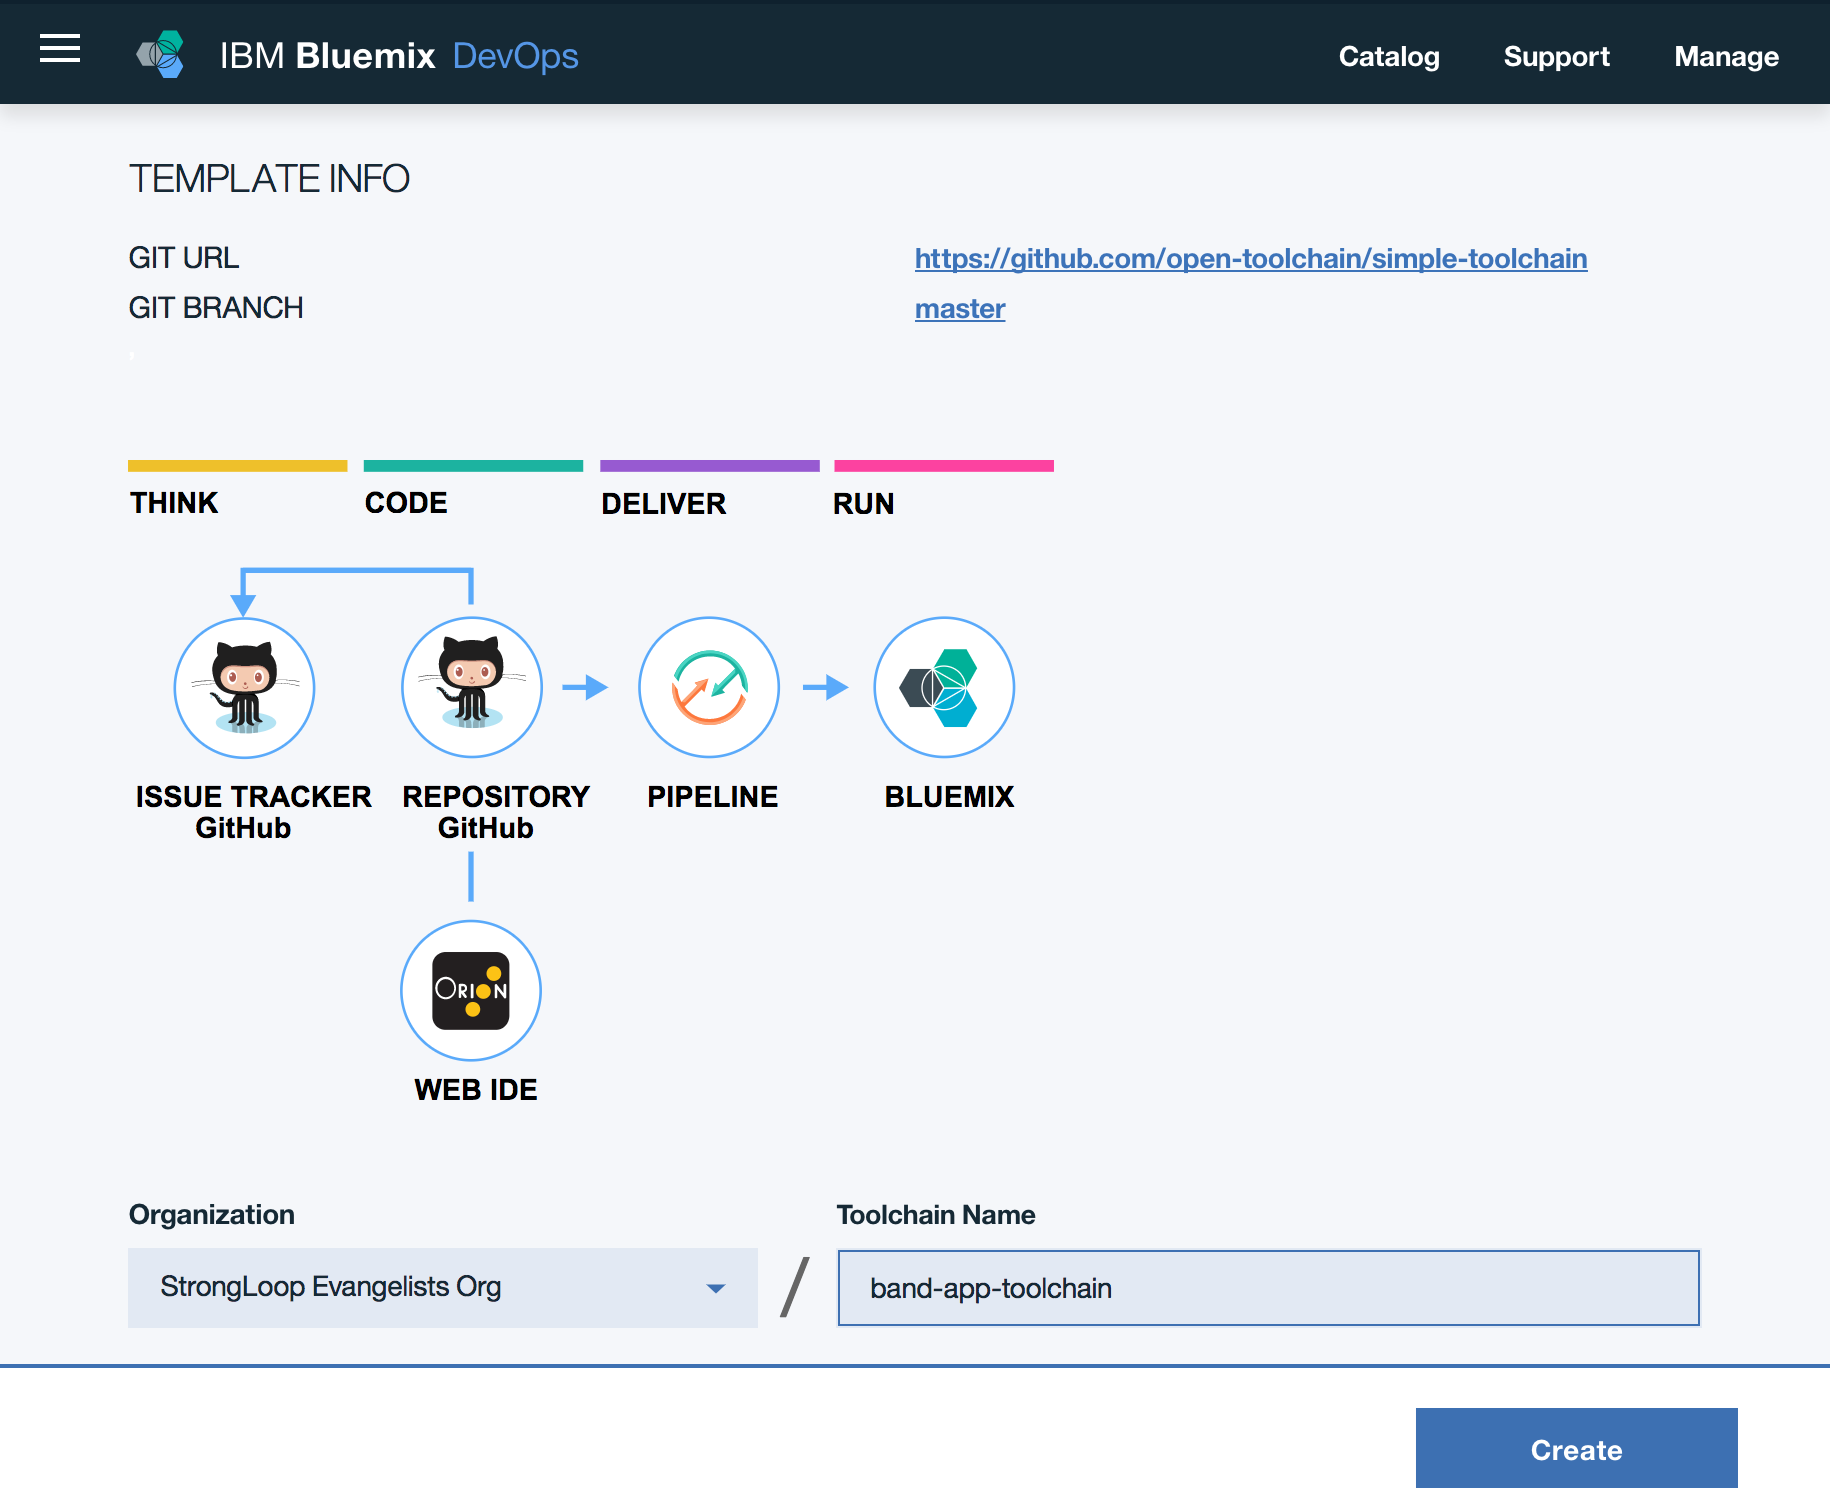 IBM Bluemix DevOps
Catalog Support Manage
TEMPLATE INFO
GIT URL https://github.com/open-toolchain/simple-toolchain
GIT BRANCH master
THINK CODE DELIVER RUN
ISSUE TRACKER REPOSITORY PIPELINE BLUEMIX
GitHub GitHub
ORION
WEB IDE
Organization Toolchain Name
StrongLoop Evangelists Org / band-app-toolchain
Create